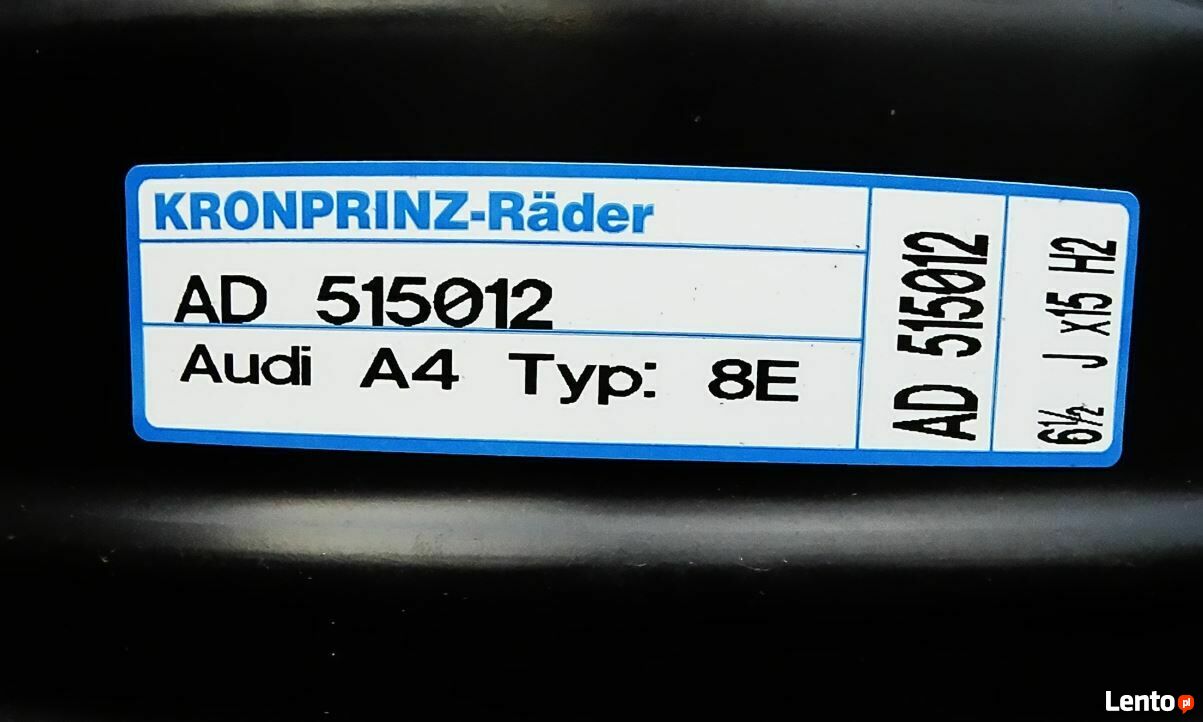 KRONPRINZ-Räder
AD 515012
Audi A4 Typ: 8E
AD 515012
6½ J x15 H2
Lento.pl